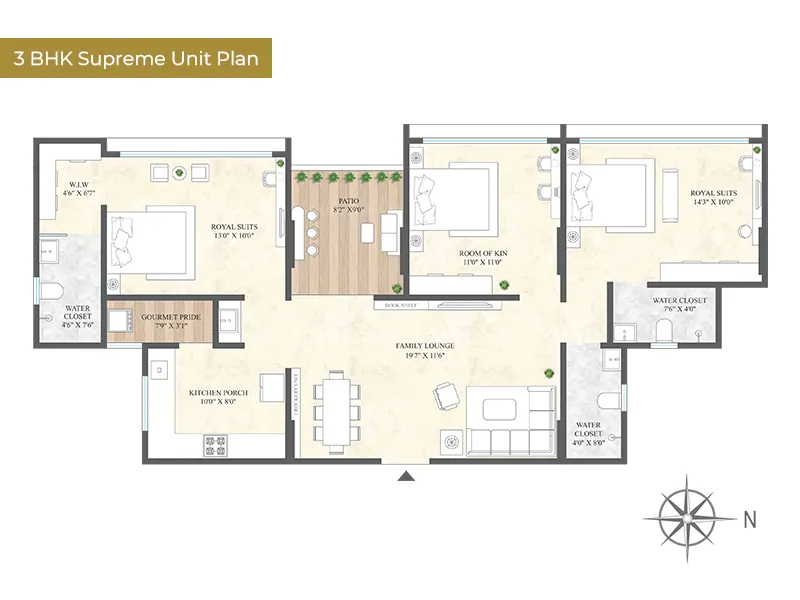 3 BHK Supreme Unit Plan
W.I.W
4'6" X 6'7"
ROYAL SUITS
13'0" X 10'0"
PATIO
8'2" X 9'0"
ROOM OF KIN
11'0" X 11'0"
ROYAL SUITS
14'3" X 10'0"
WATER
CLOSET
4'6" X 7'6"
GOURMET PRIDE
7'9" X 3'1"
BOOK SHELF
WATER CLOSET
7'6" X 4'0"
FAMILY LOUNGE
19'7" X 11'6"
KITCHEN PORCH
10'0" X 8'0"
CROCKERY UNIT
WATER
CLOSET
4'0" X 8'0"
N